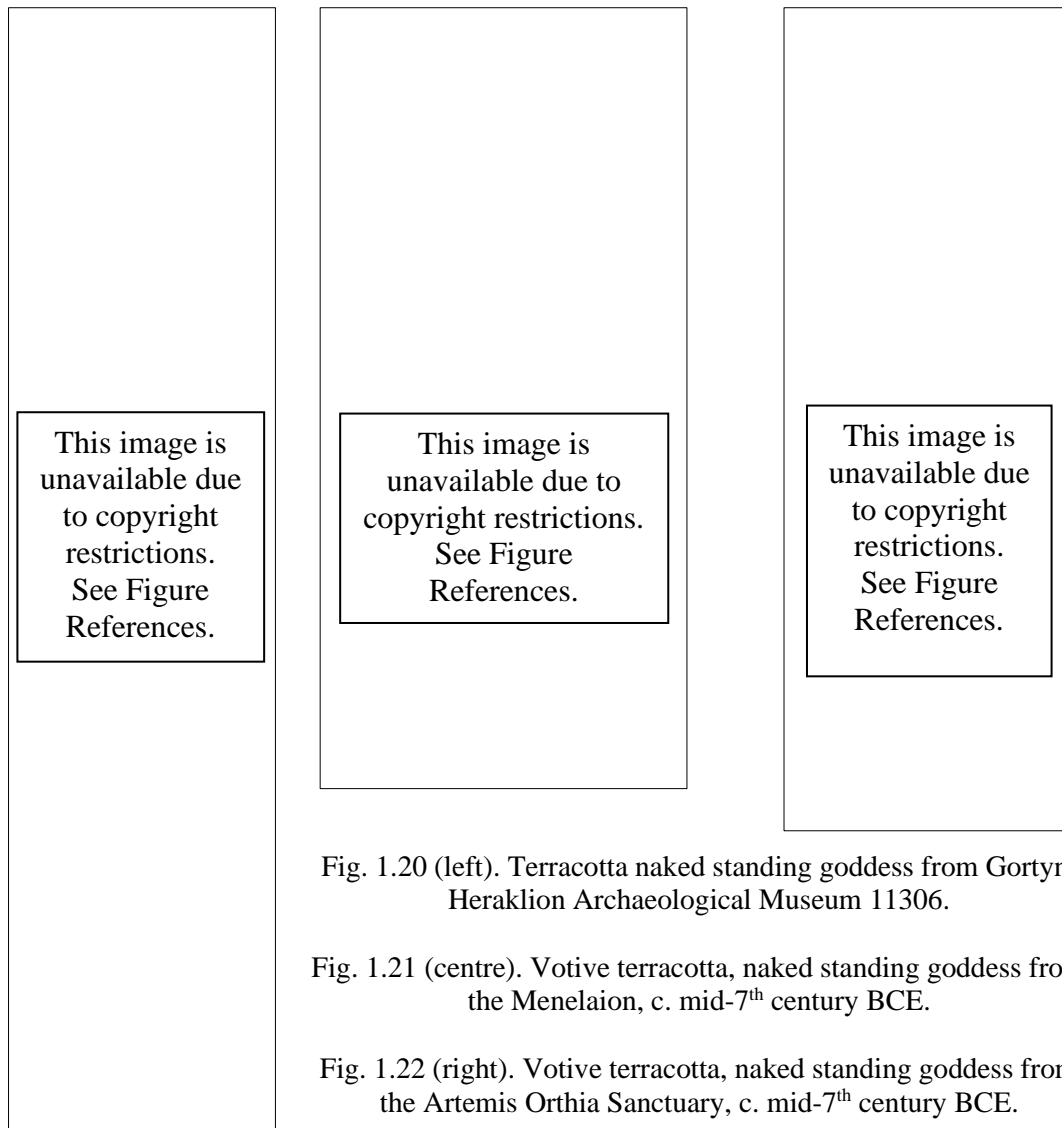 This image is
unavailable due
to copyright
restrictions.
See Figure
References.
This image is
unavailable due to
copyright restrictions.
See Figure
References.
This image is
unavailable due
to copyright
restrictions.
See Figure
References.
Fig. 1.20 (left). Terracotta naked standing goddess from Gortyn
Heraklion Archaeological Museum 11306.
Fig. 1.21 (centre). Votive terracotta, naked standing goddess fro
the Menelaion, c. mid-7th century BCE.
Fig. 1.22 (right). Votive terracotta, naked standing goddess from
the Artemis Orthia Sanctuary, c. mid-7th century BCE.